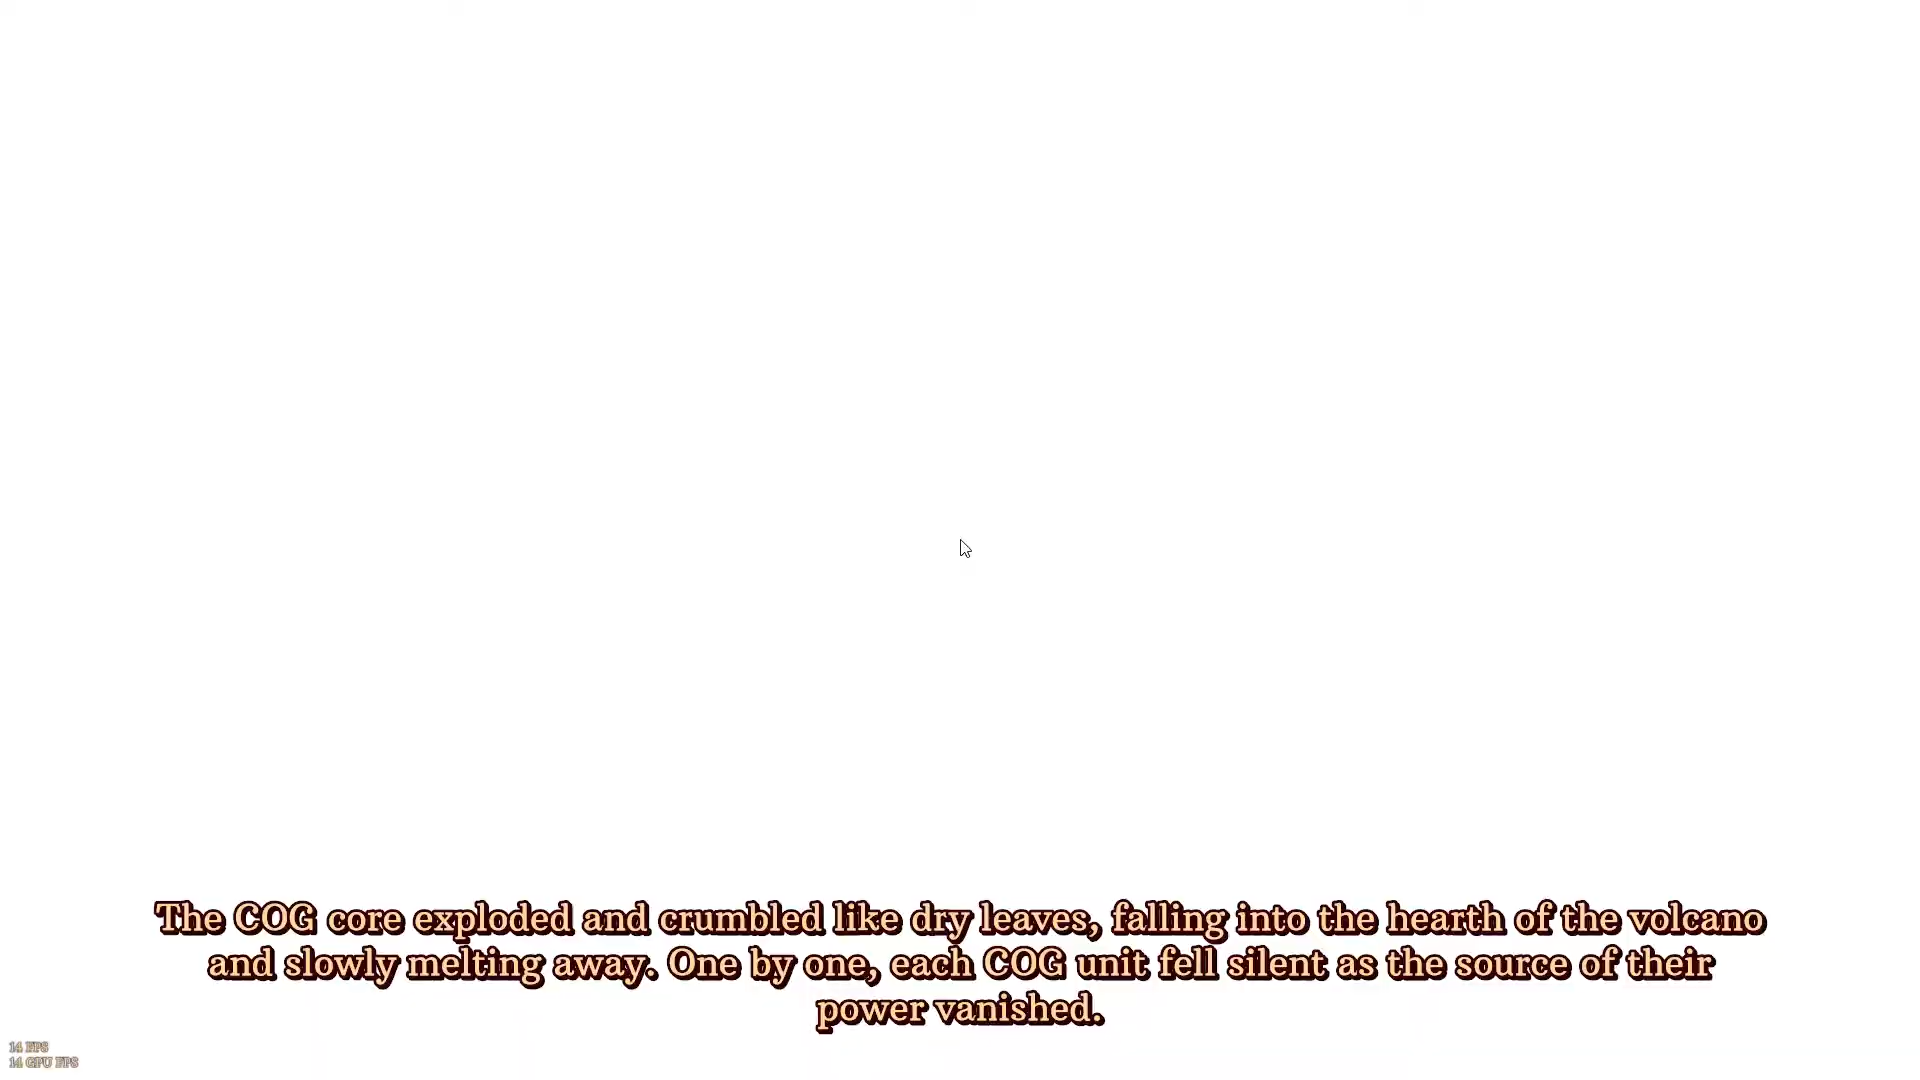 The COG core exploded and crumbled like dry leaves, falling into the hearth of the volcano
and slowly melting away. One by one, each COG unit fell silent as the source of their
power vanished.
14 FPS
14 GPU FPS